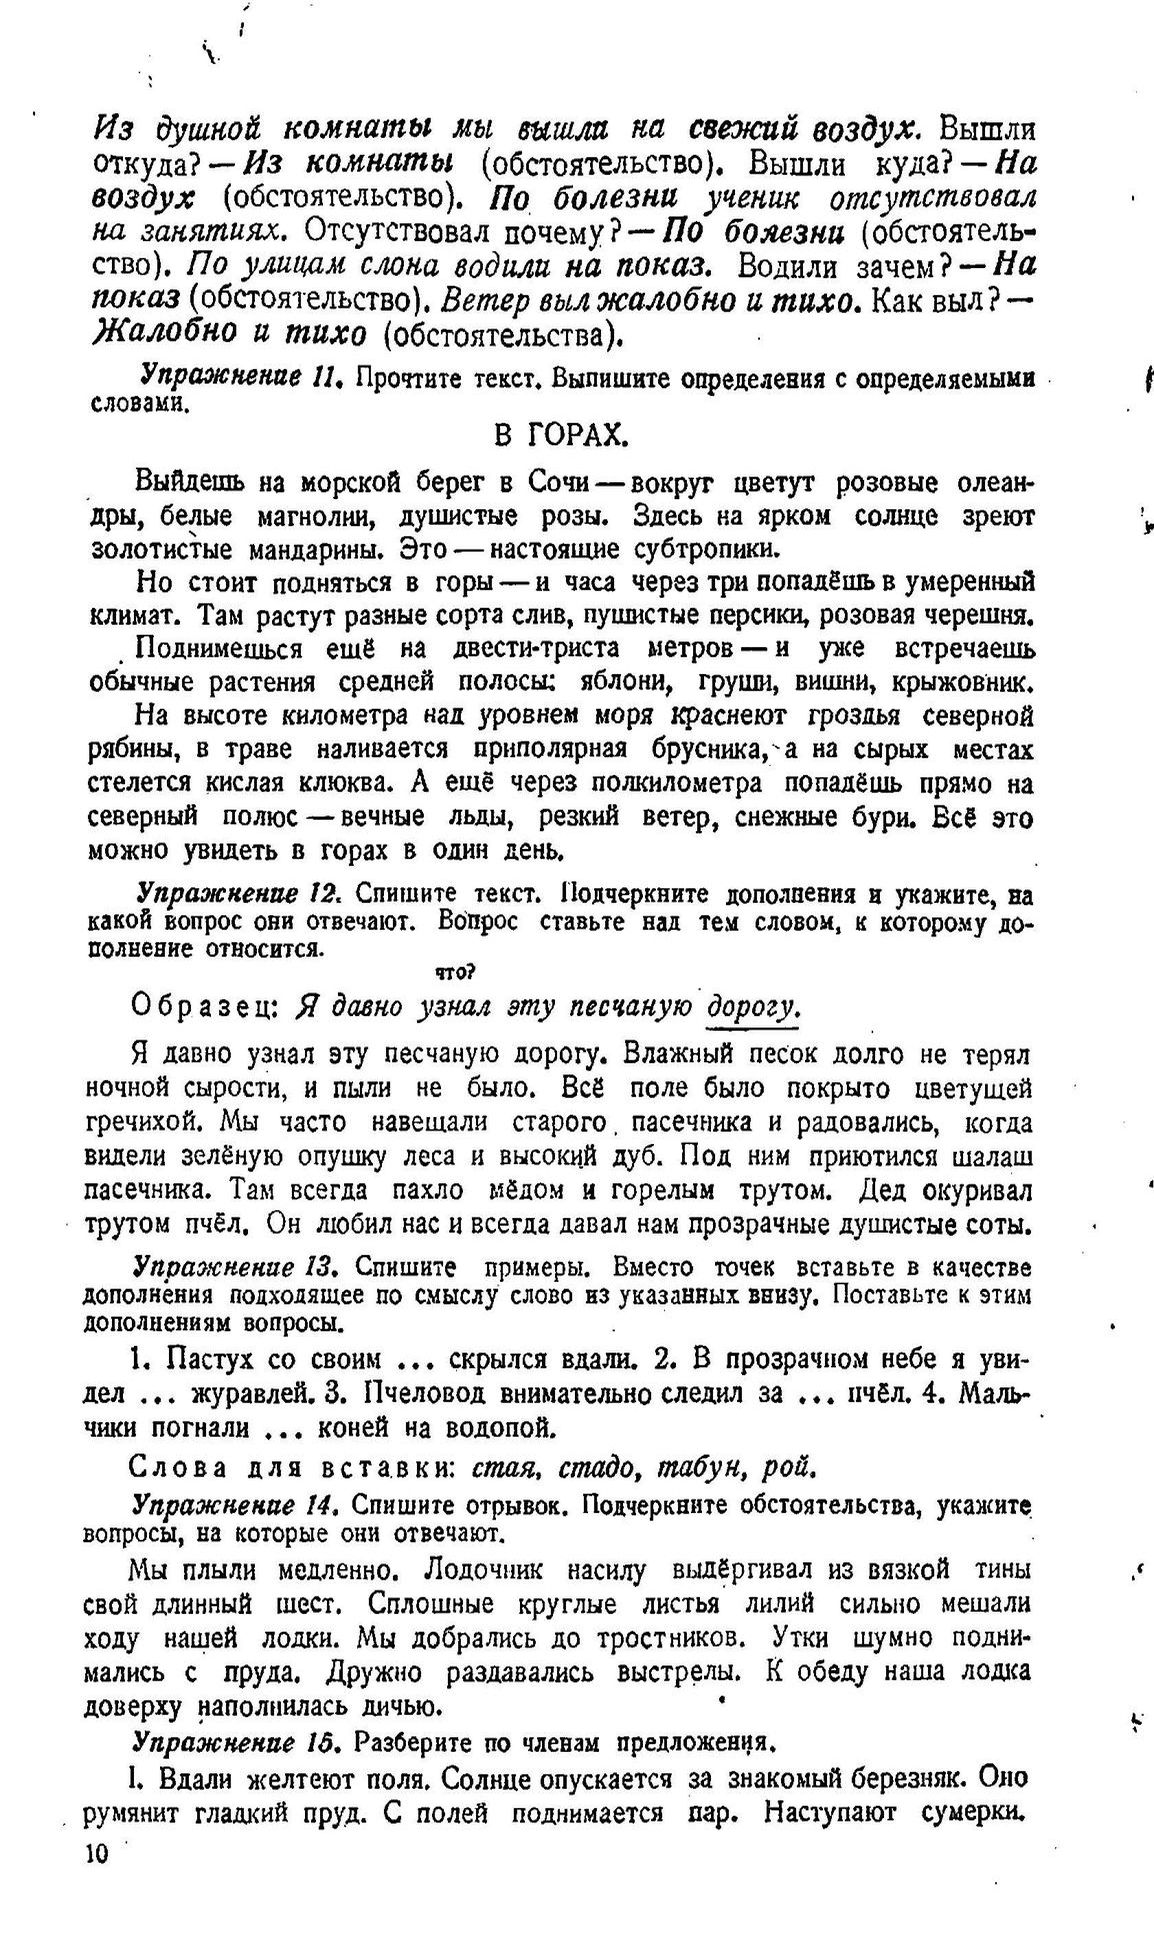 Из душной комнаты мы вышли на свежий воздух. Вышли
откуда? — Из комнаты (обстоятельство). Вышли куда? — На
воздух (обстоятельство). По болезни ученик отсутствовал
на занятиях. Отсутствовал почему? — По болезни (обстоятель-
ство). По улицам слона водили на показ. Водили зачем? — На
показ (обстоятельство). Ветер выл жалобно и тихо. Как выл? —
Жалобно и тихо (обстоятельства).
Упражнение 11. Прочтите текст. Выпишите определения с определяемыми
словами.
В ГОРАХ.
Выйдешь на морской берег в Сочи — вокруг цветут розовые олеан-
дры, белые магнолии, душистые розы. Здесь на ярком солнце зреют
золотистые мандарины. Это — настоящие субтропики.
Но стоит подняться в горы — и часа через три попадёшь в умеренный
климат. Там растут разные сорта слив, пушистые персики, розовая черешня.
Поднимешься ещё на двести-триста метров — и уже встречаешь
обычные растения средней полосы: яблони, груши, вишни, крыжовник.
На высоте километра над уровнем моря краснеют гроздья северной
рябины, в траве наливается приполярная брусника, а на сырых местах
стелется кислая клюква. А ещё через полкилометра попадёшь прямо на
северный полюс — вечные льды, резкий ветер, снежные бури. Всё это
можно увидеть в горах в один день.
Упражнение 12. Спишите текст. Подчеркните дополнения и укажите, на
какой вопрос они отвечают. Вопрос ставьте над тем словом, к которому до-
полнение относится.
что?
Образец: Я давно узнал эту песчаную дорогу.
Я давно узнал эту песчаную дорогу. Влажный песок долго не терял
ночной сырости, и пыли не было. Всё поле было покрыто цветущей
гречихой. Мы часто навещали старого пасечника и радовались, когда
видели зелёную опушку леса и высокий дуб. Под ним приютился шалаш
пасечника. Там всегда пахло мёдом и горелым трутом. Дед окуривал
трутом пчёл. Он любил нас и всегда давал нам прозрачные душистые соты.
Упражнение 13. Спишите примеры. Вместо точек вставьте в качестве
дополнения подходящее по смыслу слово из указанных внизу. Поставьте к этим
дополнениям вопросы.
1. Пастух со своим ... скрылся вдали. 2. В прозрачном небе я уви-
дел ... журавлей. 3. Пчеловод внимательно следил за ... пчёл. 4. Маль-
чики погнали ... коней на водопой.
Слова для вставки: стая, стадо, табун, рой.
Упражнение 14. Спишите отрывок. Подчеркните обстоятельства, укажите
вопросы, на которые они отвечают.
Мы плыли медленно. Лодочник насилу выдёргивал из вязкой тины
свой длинный шест. Сплошные круглые листья лилий сильно мешали
ходу нашей лодки. Мы добрались до тростников. Утки шумно подни-
мались с пруда. Дружно раздавались выстрелы. К обеду наша лодка
доверху наполнилась дичью.
Упражнение 15. Разберите по членам предложения.
1. Вдали желтеют поля. Солнце опускается за знакомый березняк. Оно
румянит гладкий пруд. С полей поднимается пар. Наступают сумерки.
10